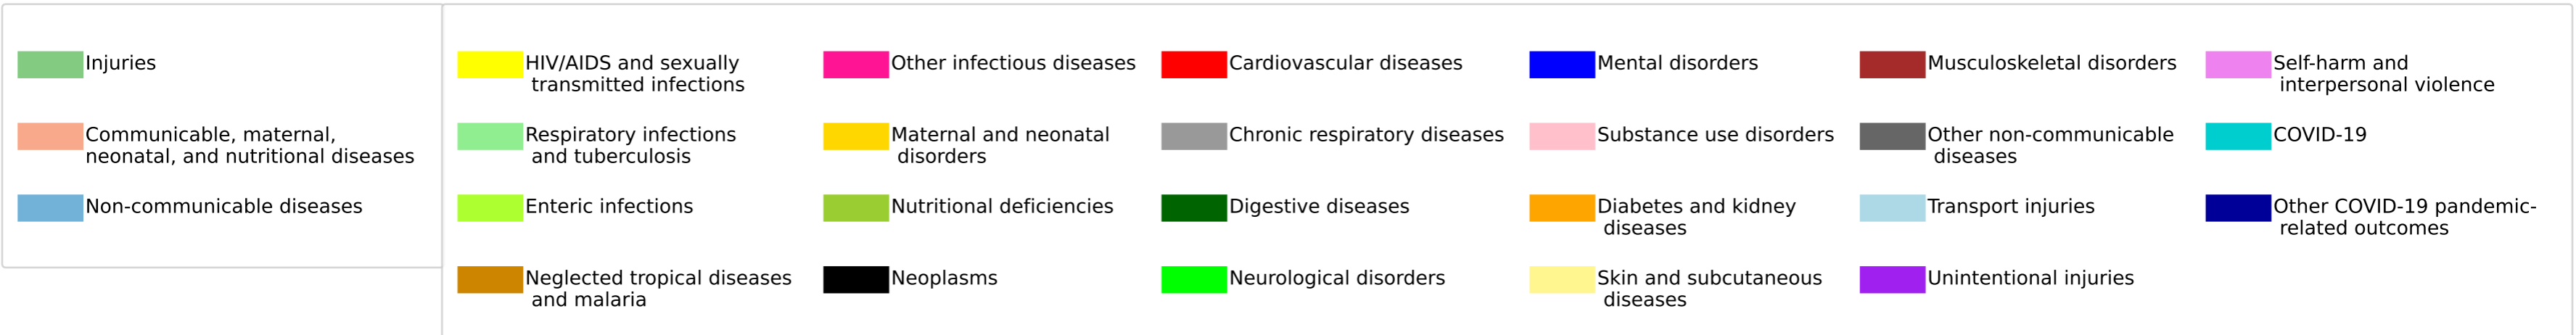 Injuries
Communicable, maternal,
neonatal, and nutritional diseases
Non-communicable diseases
HIV/AIDS and sexually
transmitted infections
Respiratory infections
and tuberculosis
Enteric infections
Neglected tropical diseases
and malaria
Other infectious diseases
Maternal and neonatal
disorders
Nutritional deficiencies
Neoplasms
Cardiovascular diseases
Chronic respiratory diseases
Digestive diseases
Neurological disorders
Mental disorders
Substance use disorders
Diabetes and kidney
diseases
Skin and subcutaneous
diseases
Musculoskeletal disorders
Other non-communicable
diseases
Transport injuries
Unintentional injuries
Self-harm and
interpersonal violence
COVID-19
Other COVID-19 pandemic-
related outcomes